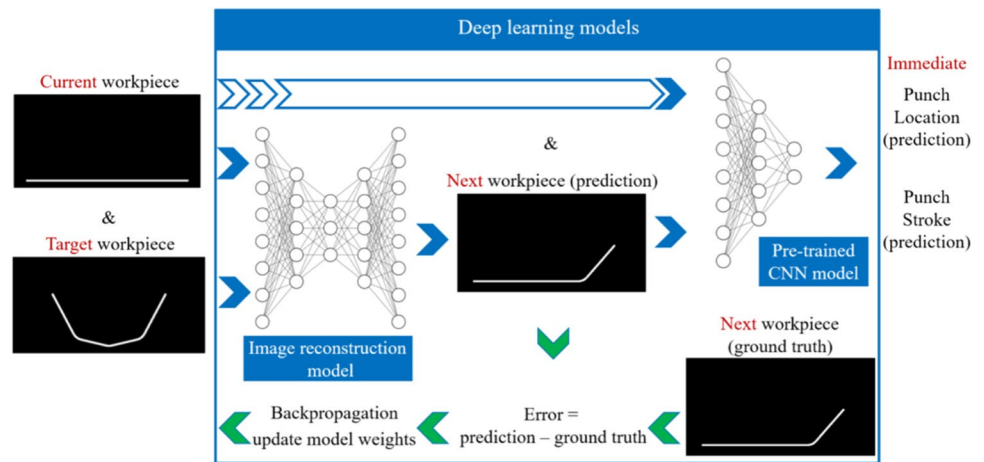 Deep learning models
Current workpiece
&
Target workpiece
Image reconstruction
model
&
Next workpiece (prediction)
Pre-trained
CNN model
Immediate
Punch
Location
(prediction)
Punch
Stroke
(prediction)
Next workpiece
(ground truth)
Error =
prediction – ground truth
Backpropagation
update model weights